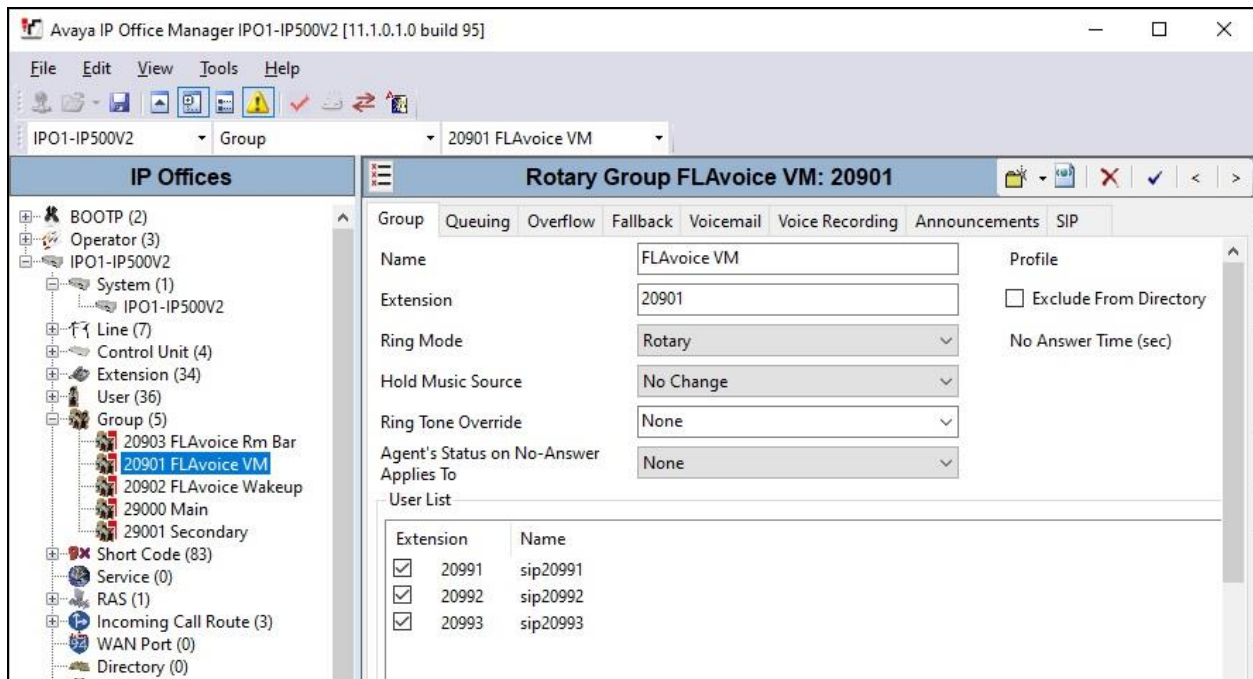 Avaya IP Office Manager IPO1-IP500V2 [11.1.0.1.0 build 95]
File Edit View Tools Help
IPO1-IP500V2 Group 20901 FLAvoice VM
IP Offices
BOOTP (2)
Operator (3)
IPO1-IP500V2
System (1)
IPO1-IP500V2
Line (7)
Control Unit (4)
Extension (34)
User (36)
Group (5)
20903 FLAvoice Rm Bar
20901 FLAvoice VM
20902 FLAvoice Wakeup
29000 Main
29001 Secondary
Short Code (83)
Service (0)
RAS (1)
Incoming Call Route (3)
WAN Port (0)
Directory (0)
Rotary Group FLAvoice VM: 20901
Group Queuing Overflow Fallback Voicemail Voice Recording Announcements SIP
Name FLAvoice VM Profile
Extension 20901 Exclude From Directory
Ring Mode Rotary No Answer Time (sec)
Hold Music Source No Change
Ring Tone Override None
Agent's Status on No-Answer
Applies To None
User List
Extension Name
20991 sip20991
20992 sip20992
20993 sip20993